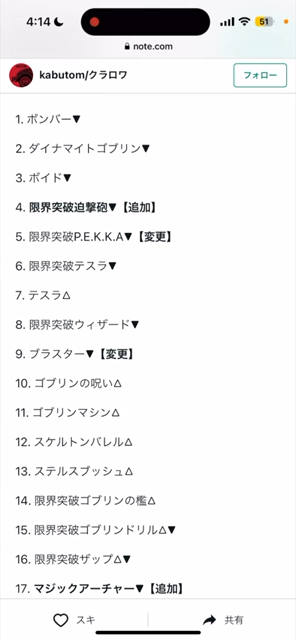 4:14
51
note.com
kabutom/クラロワ
フォロー
1. ボンバー▼
2. ダイナマイトゴブリン▼
3. ボイド▼
4. 限界突破迫撃砲▼【追加】
5. 限界突破P.E.K.K.A▼【変更】
6. 限界突破テスラ▼
7. テスラ△
8. 限界突破ウィザード▼
9. ブラスター▼【変更】
10. ゴブリンの呪い△
11. ゴブリンマシン△
12. スケルトンバレル△
13. ステルスブッシュ△
14. 限界突破ゴブリンの檻△
15. 限界突破ゴブリンドリル△▼
16. 限界突破ザップ△▼
17. マジックアーチャー▼【追加】
スキ
共有